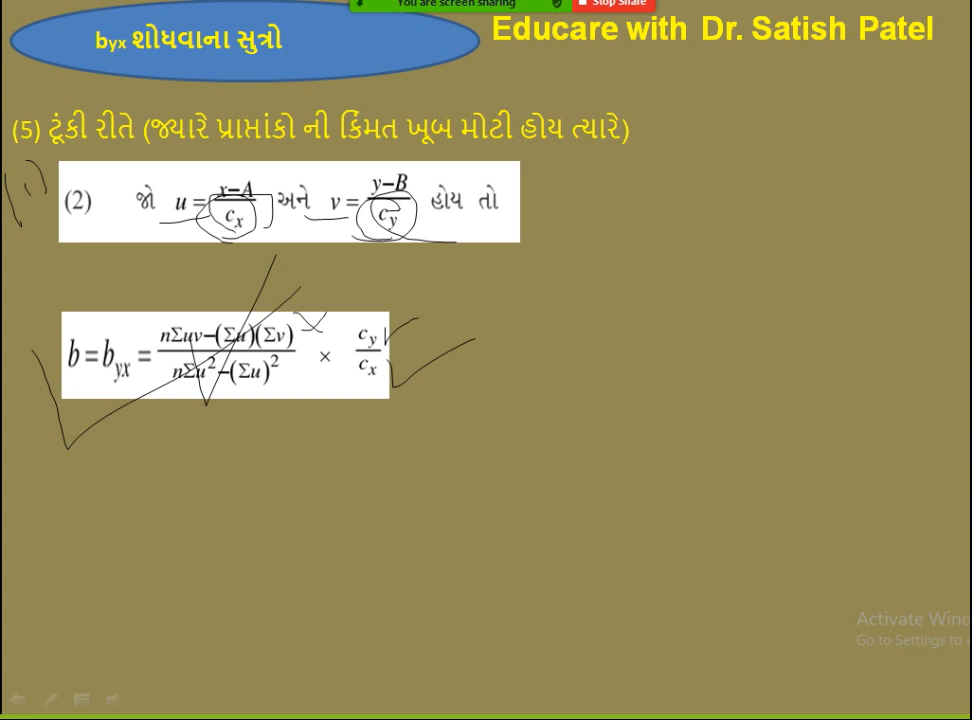 You are screen sharing Stop Share
byx શોધવાના સુત્રો
Educare with Dr. Satish Patel
(5) ટૂંકી રીતે (જ્યારે પ્રાપ્તાંકો ની કિંમત ખૂબ મોટી હોય ત્યારે)
(2) જો u = x–A / cx અને v = y–B / cy હોય તો
b = byx = nΣuv–(Σu)(Σv) / nΣu²–(Σu)² × cy / cx
Activate Wind
Go to Settings to a